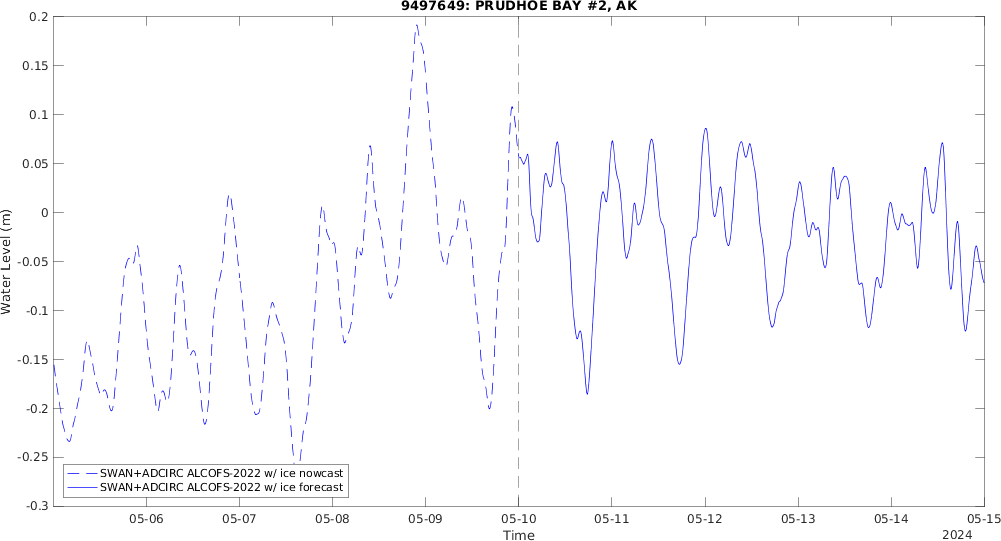 9497649: PRUDHOE BAY #2, AK
0.2
0.15
0.1
0.05
0
-0.05
-0.1
-0.15
-0.2
-0.25
-0.3
Water Level (m)
SWAN+ADCIRC ALCOFS-2022 w/ ice nowcast
SWAN+ADCIRC ALCOFS-2022 w/ ice forecast
05-06 05-07 05-08 05-09 05-10 05-11 05-12 05-13 05-14 05-15
Time
2024